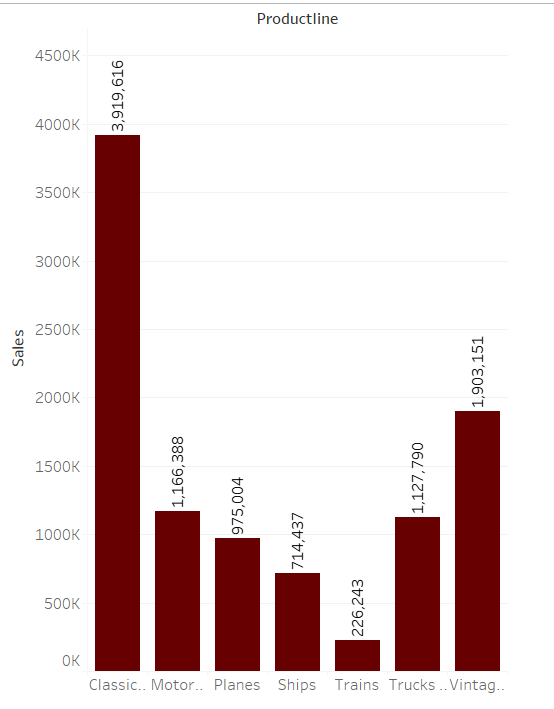 Productline
Sales
4500K
4000K
3500K
3000K
2500K
2000K
1500K
1000K
500K
0K
3,919,616
1,166,388
975,004
714,437
226,243
1,127,790
1,903,151
Classic.. Motor.. Planes Ships Trains Trucks .. Vintag..